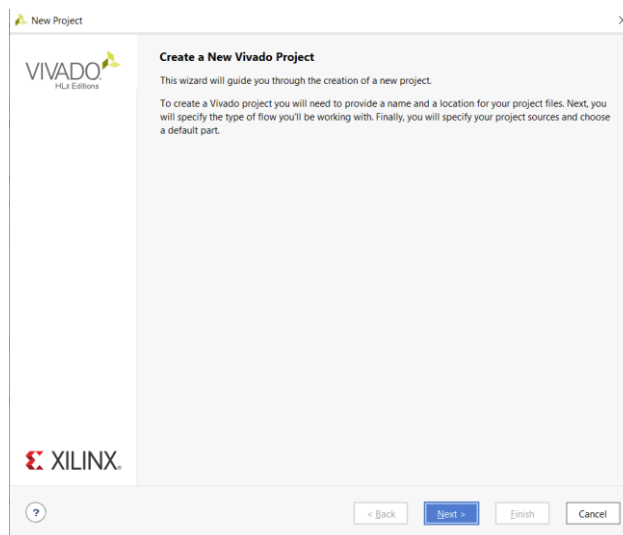 New Project
VIVADO.
HLx Editions
Create a New Vivado Project
This wizard will guide you through the creation of a new project.
To create a Vivado project you will need to provide a name and a location for your project files. Next, you
will specify the type of flow you'll be working with. Finally, you will specify your project sources and choose
a default part.
XILINX.
?
< Back
Next >
Finish
Cancel